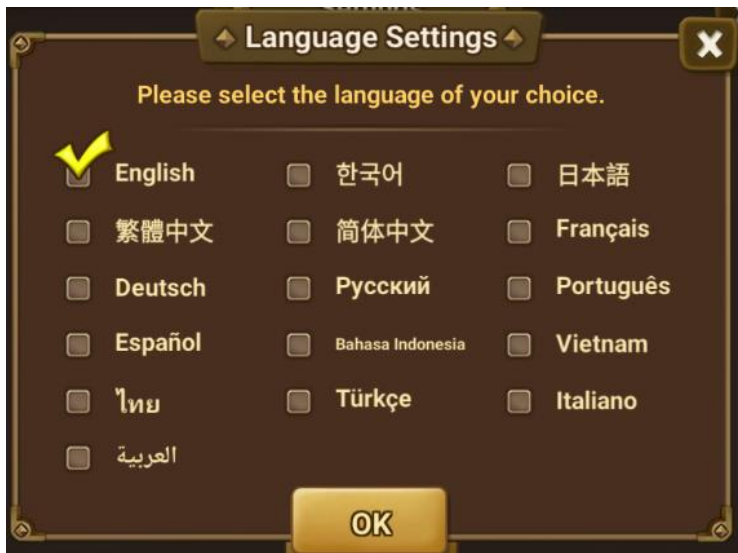 Language Settings
Please select the language of your choice.
English 한국어 日本語
繁體中文 简体中文 Français
Deutsch Русский Português
Español Bahasa Indonesia Vietnam
ไทย Türkçe Italiano
العربية
OK